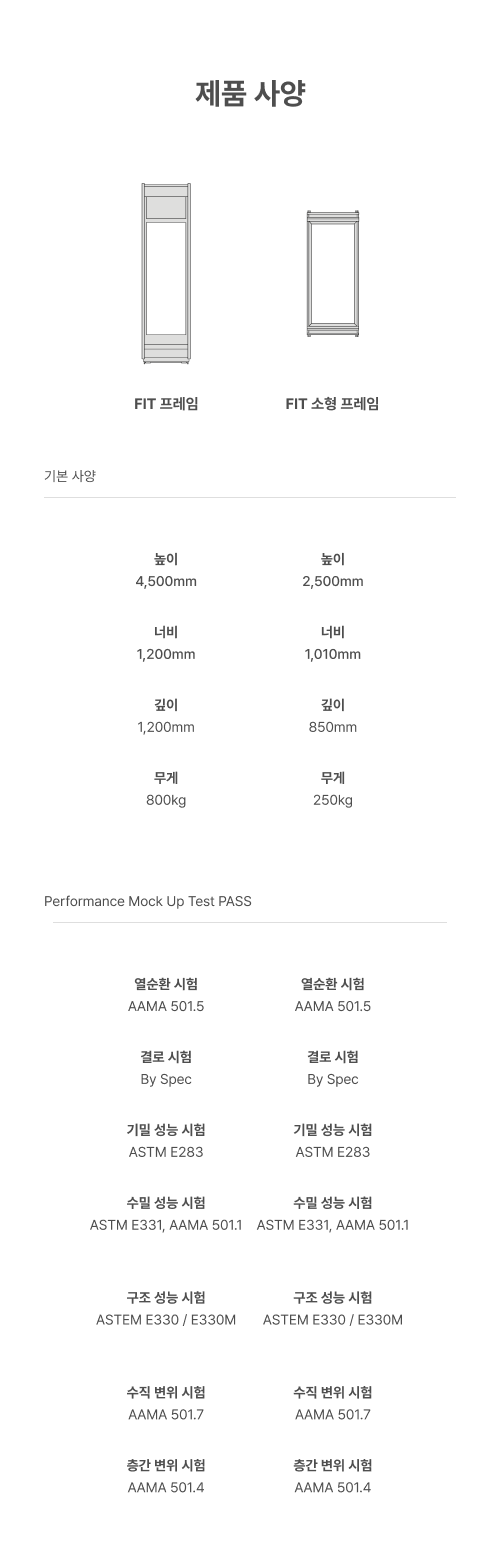 제품 사양
FIT 프레임 FIT 소형 프레임
기본 사양
높이 높이
4,500mm 2,500mm
너비 너비
1,200mm 1,010mm
깊이 깊이
1,200mm 850mm
무게 무게
800kg 250kg
Performance Mock Up Test PASS
열순환 시험 열순환 시험
AAMA 501.5 AAMA 501.5
결로 시험 결로 시험
By Spec By Spec
기밀 성능 시험 기밀 성능 시험
ASTM E283 ASTM E283
수밀 성능 시험 수밀 성능 시험
ASTM E331, AAMA 501.1 ASTM E331, AAMA 501.1
구조 성능 시험 구조 성능 시험
ASTEM E330 / E330M ASTEM E330 / E330M
수직 변위 시험 수직 변위 시험
AAMA 501.7 AAMA 501.7
층간 변위 시험 층간 변위 시험
AAMA 501.4 AAMA 501.4